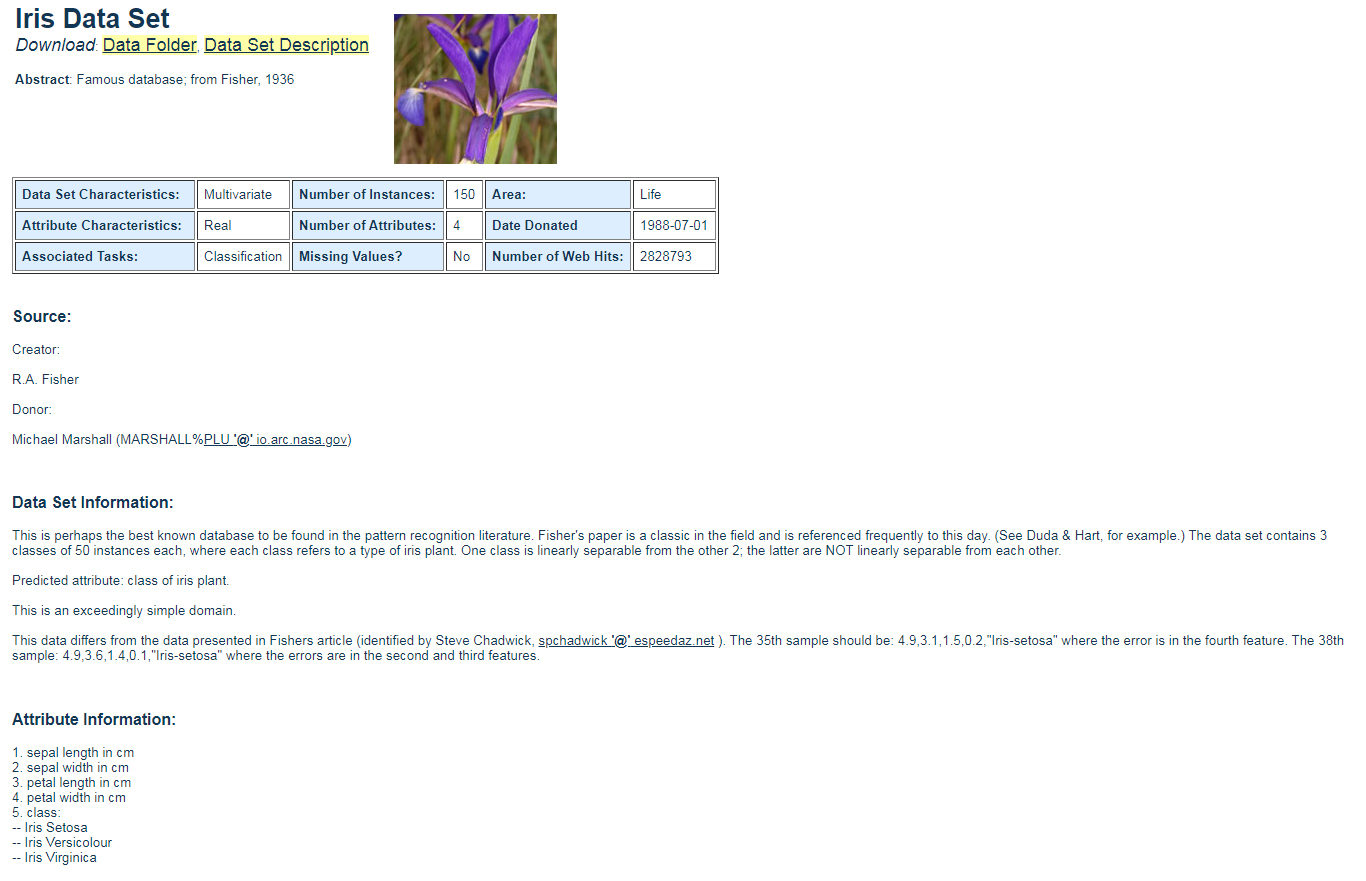 Iris Data Set
Download: Data Folder, Data Set Description
Abstract: Famous database; from Fisher, 1936
Data Set Characteristics: Multivariate Number of Instances: 150 Area: Life
Attribute Characteristics: Real Number of Attributes: 4 Date Donated 1988-07-01
Associated Tasks: Classification Missing Values? No Number of Web Hits: 2828793
Source:
Creator:
R.A. Fisher
Donor:
Michael Marshall (MARSHALL%PLU '@' io.arc.nasa.gov)
Data Set Information:
This is perhaps the best known database to be found in the pattern recognition literature. Fisher's paper is a classic in the field and is referenced frequently to this day. (See Duda & Hart, for example.) The data set contains 3
classes of 50 instances each, where each class refers to a type of iris plant. One class is linearly separable from the other 2; the latter are NOT linearly separable from each other.
Predicted attribute: class of iris plant.
This is an exceedingly simple domain.
This data differs from the data presented in Fishers article (identified by Steve Chadwick, spchadwick '@' espeedaz.net ). The 35th sample should be: 4.9,3.1,1.5,0.2,"Iris-setosa" where the error is in the fourth feature. The 38th
sample: 4.9,3.6,1.4,0.1,"Iris-setosa" where the errors are in the second and third features.
Attribute Information:
1. sepal length in cm
2. sepal width in cm
3. petal length in cm
4. petal width in cm
5. class:
-- Iris Setosa
-- Iris Versicolour
-- Iris Virginica